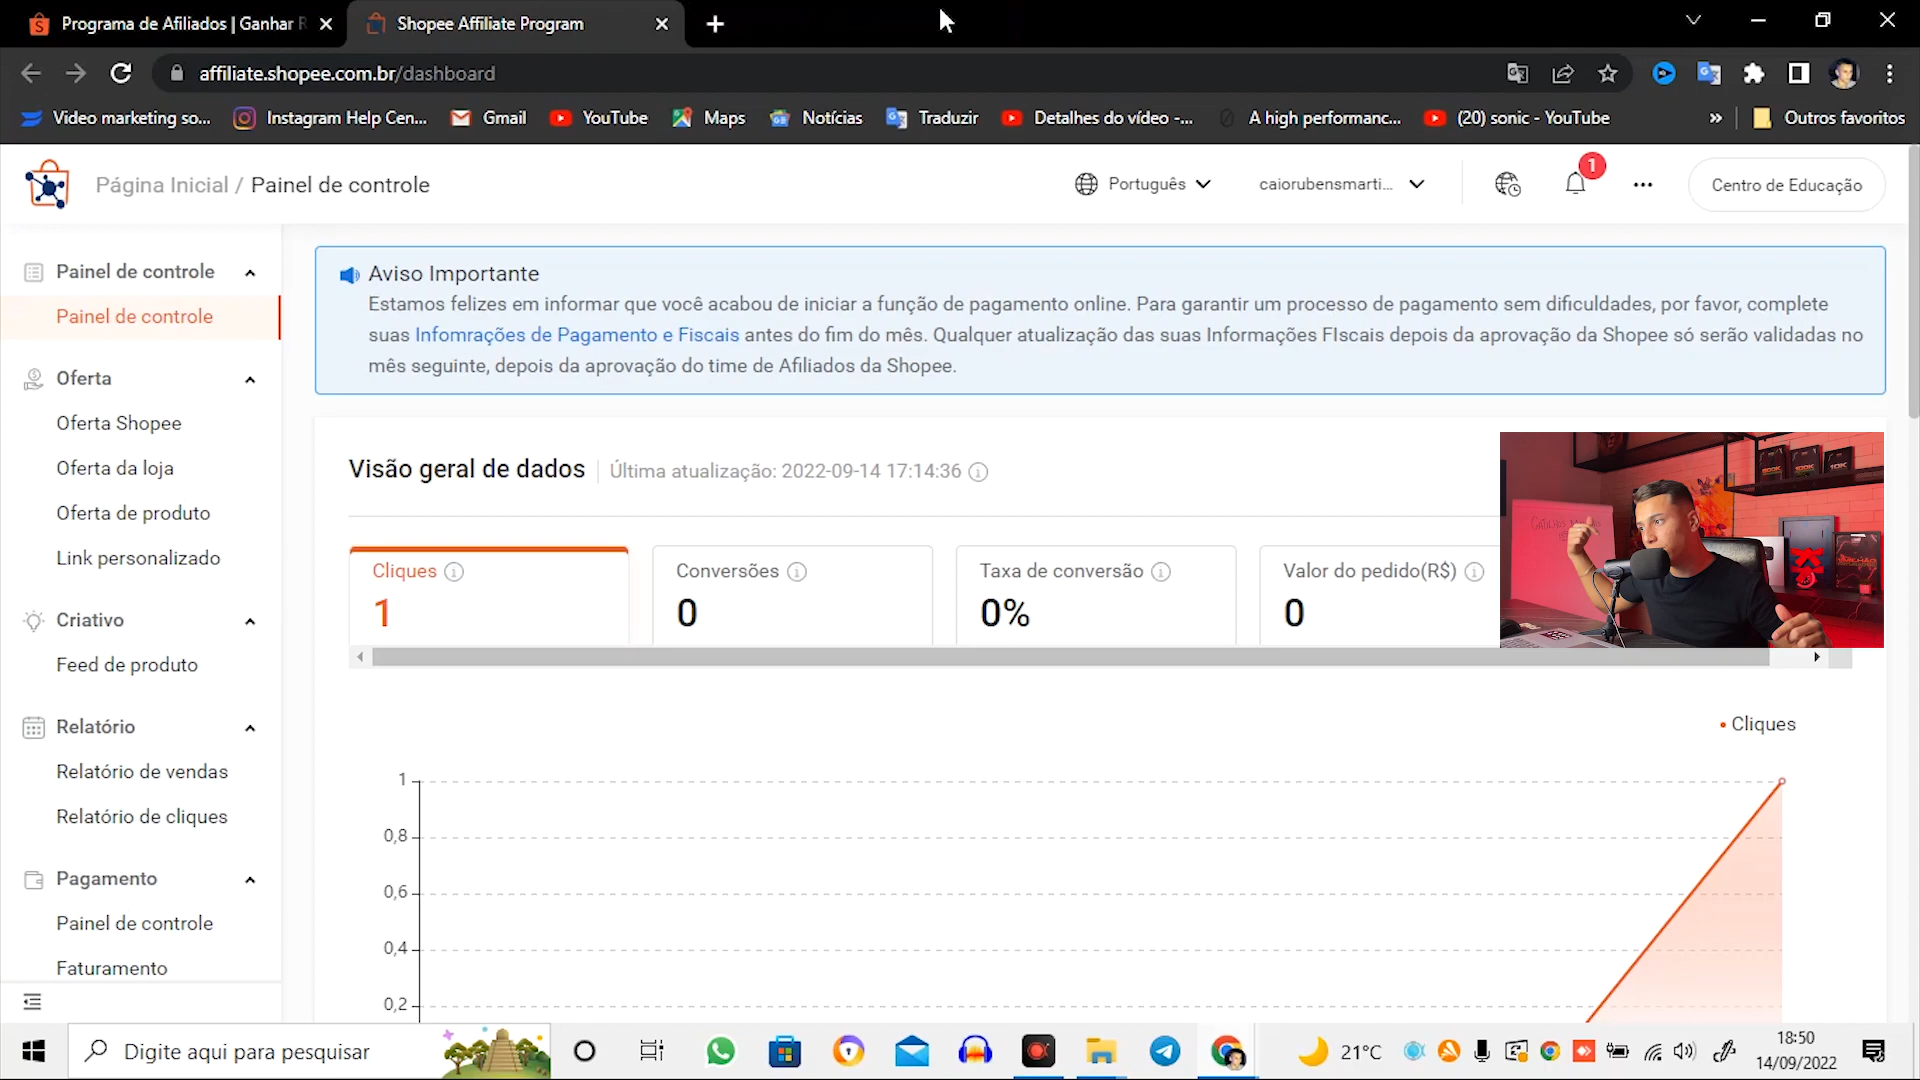 Programa de Afiliados | Ganhar R
Shopee Affiliate Program
affiliate.shopee.com.br/dashboard
Video marketing so...
Instagram Help Cen...
Gmail
YouTube
Maps
Notícias
Traduzir
Detalhes do vídeo -...
A high performanc...
(20) sonic - YouTube
»
Outros favoritos
Página Inicial / Painel de controle
Português
caiorubensmarti...
1
Centro de Educação
Painel de controle
Painel de controle
Oferta
Oferta Shopee
Oferta da loja
Oferta de produto
Link personalizado
Criativo
Feed de produto
Relatório
Relatório de vendas
Relatório de cliques
Pagamento
Painel de controle
Faturamento
Aviso Importante
Estamos felizes em informar que você acabou de iniciar a função de pagamento online. Para garantir um processo de pagamento sem dificuldades, por favor, complete
suas Infomrações de Pagamento e Fiscais antes do fim do mês. Qualquer atualização das suas Informações FIscais depois da aprovação da Shopee só serão validadas no
mês seguinte, depois da aprovação do time de Afiliados da Shopee.
Visão geral de dados
Última atualização: 2022-09-14 17:14:36
Cliques
1
Conversões
0
Taxa de conversão
0%
Valor do pedido(R$)
0
Cliques
1
0,8
0,6
0,4
0,2
Digite aqui para pesquisar
21°C
18:50
14/09/2022